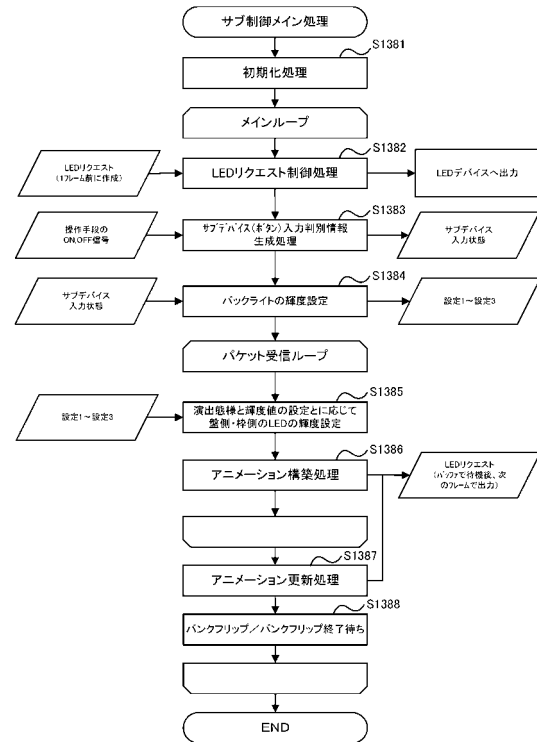 サブ制御メイン処理
S1381
初期化処理
メインループ
S1382
LEDリクエスト
(1フレーム前に作成)
LEDリクエスト制御処理
LEDデバイスへ出力
S1383
操作手段の
ON,OFF信号
サブデバイス(ボタン)入力判別情報
生成処理
サブデバイス
入力状態
S1384
サブデバイス
入力状態
バックライトの輝度設定
設定1~設定3
パケット受信ループ
S1385
設定1~設定3
演出態様と輝度値の設定とに応じて
盤側・枠側のLEDの輝度設定
S1386
アニメーション構築処理
LEDリクエスト
(バッファで待機後、次
のフレームで出力)
S1387
アニメーション更新処理
S1388
バンクフリップ/バンクフリップ終了待ち
END